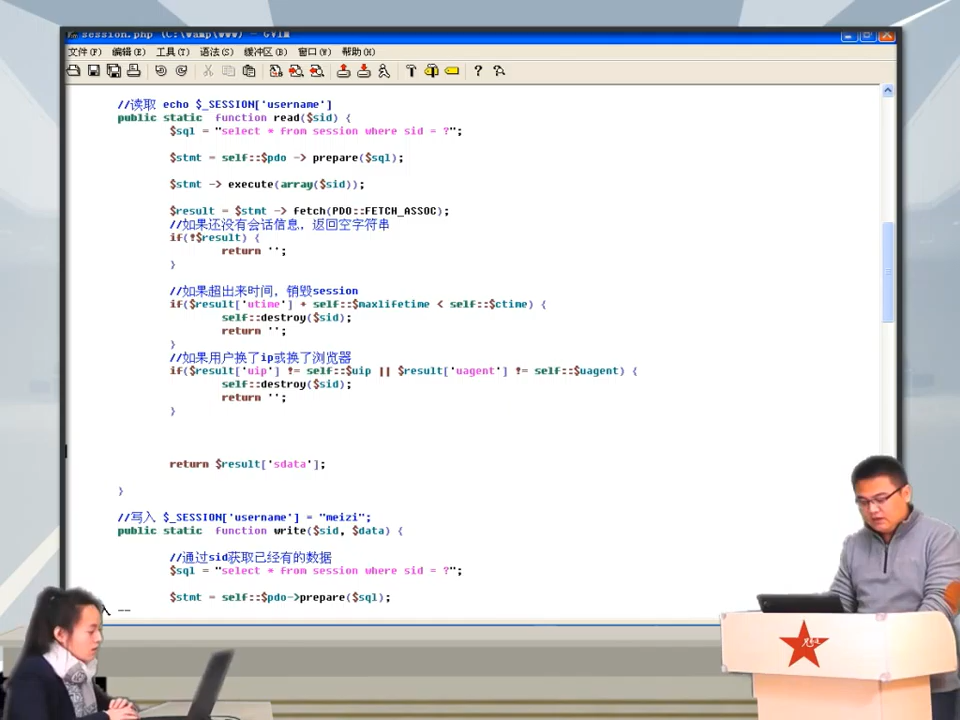 session.php (C:\wamp\www) - GVIM
文件(F) 编辑(E) 工具(T) 语法(S) 缓冲区(B) 窗口(W) 帮助(H)
//读取 echo $_SESSION['username']
public static function read($sid) {
$sql = "select * from session where sid = ?";
$stmt = self::$pdo -> prepare($sql);
$stmt -> execute(array($sid));
$result = $stmt -> fetch(PDO::FETCH_ASSOC);
//如果还没有会话信息，返回空字符串
if(!$result) {
return '';
}
//如果超出来时间，销毁session
if($result['utime'] + self::$maxlifetime < self::$ctime) {
self::destroy($sid);
return '';
}
//如果用户换了ip或换了浏览器
if($result['uip'] != self::$uip || $result['uagent'] != self::$uagent) {
self::destroy($sid);
return '';
}
return $result['sdata'];
}
//写入 $_SESSION['username'] = "meizi";
public static function write($sid, $data) {
//通过sid获取已经有的数据
$sql = "select * from session where sid = ?";
$stmt = self::$pdo->prepare($sql);
入 --